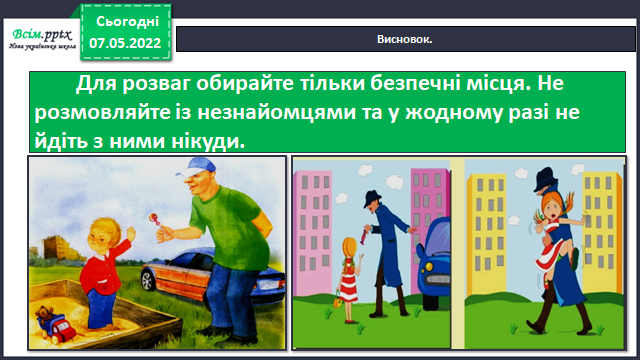 Всім.pptx
Нова українська школа
Сьогодні
07.05.2022
Висновок.
Для розваг обирайте тільки безпечні місця. Не
розмовляйте із незнайомцями та у жодному разі не
йдіть з ними нікуди.